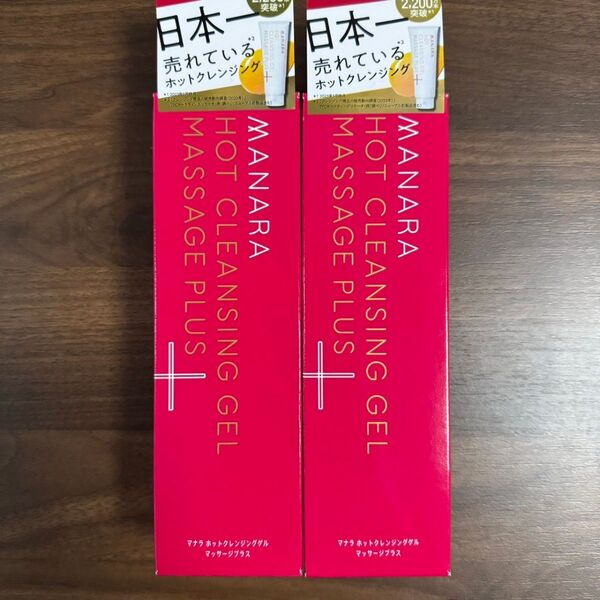 日本一
売れている※2
ホットクレンジング
MANARA
HOT CLEANSING GEL
MASSAGE PLUS
マナラ ホットクレンジングゲル
マッサージプラス
2,200万本
突破※1
日本一
売れている※2
ホットクレンジング
MANARA
HOT CLEANSING GEL
MASSAGE PLUS
マナラ ホットクレンジングゲル
マッサージプラス